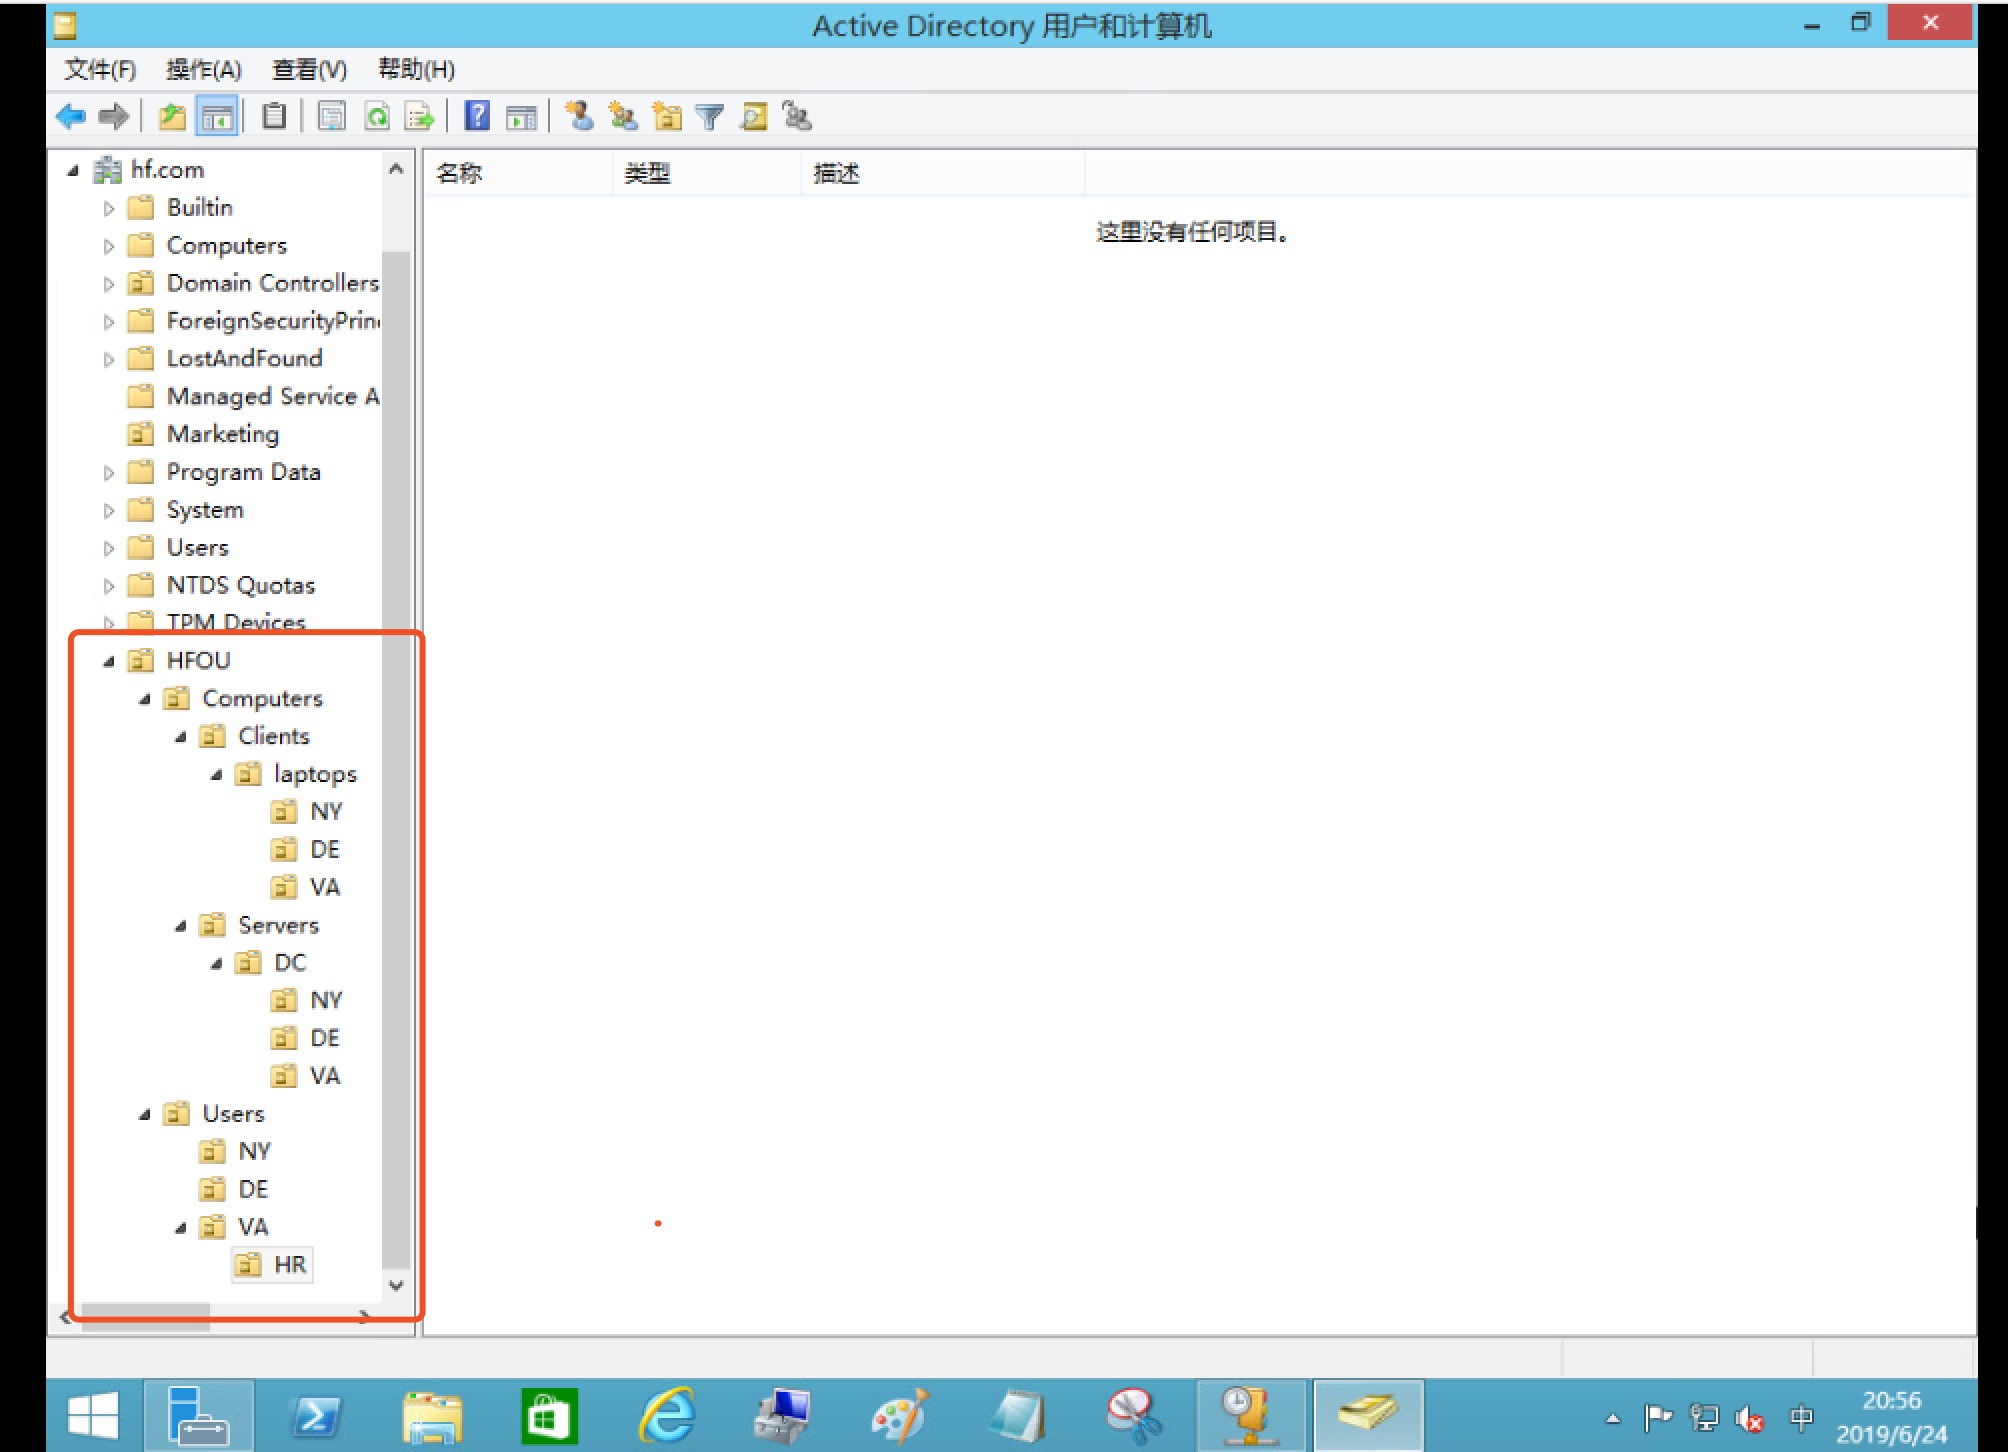 Active Directory 用户和计算机
文件(F) 操作(A) 查看(V) 帮助(H)
名称 类型 描述
这里没有任何项目。
hf.com
Builtin
Computers
Domain Controllers
ForeignSecurityPrin
LostAndFound
Managed Service A
Marketing
Program Data
System
Users
NTDS Quotas
TPM Devices
HFOU
Computers
Clients
laptops
NY
DE
VA
Servers
DC
NY
DE
VA
Users
NY
DE
VA
HR
中
20:56
2019/6/24